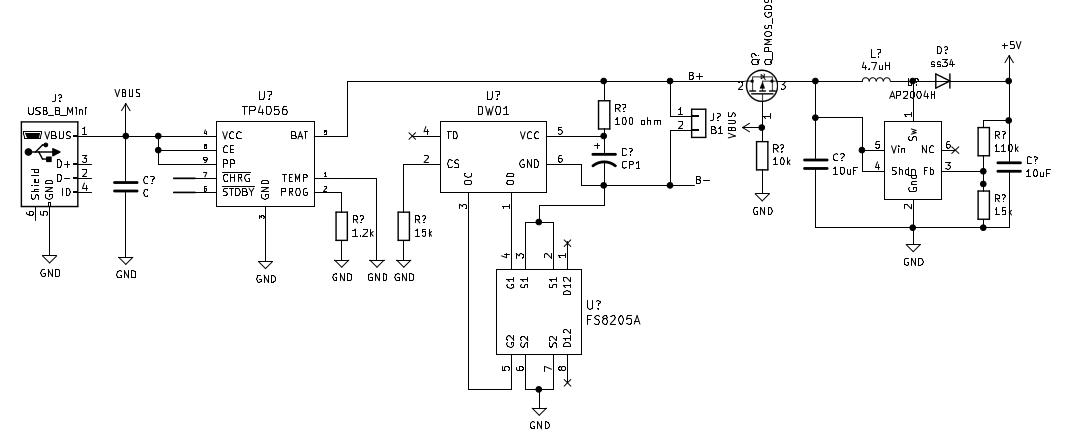 J?
USB_B_Mini
VBUS 1
D+ 3
D- 2
ID 4
Shield
GND
6
5
GND
VBUS
C?
C
GND
U?
TP4056
4 VCC
8 CE
9 PP
7 CHRG
6 STDBY
BAT 5
TEMP 1
PROG 2
GND
3
GND
R?
1.2k
GND
GND
R?
15k
GND
U?
DW01
4 TD
2 CS
VCC 5
GND 6
OC
OD
3
1
R?
100 ohm
+
C?
CP1
B+
B-
1
2
J?
B1
4 3 2 1
G1 S1 S1 D12
U?
FS8205A
G2 S2 S2 D12
5 6 7 8
GND
Q?
Q_PMOS_GDS
2
3
1
VBUS
R?
10k
GND
C?
10uF
L?
4.7uH
D?
ss34
+5V
AP2004H
1
Sw
5 Vin
4 Shdn
NC 6
Fb 3
Gnd
2
GND
R?
110k
R?
15k
C?
10uF